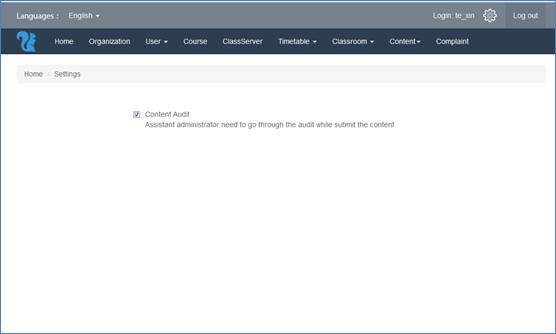 Languages : English Login: te_xin Log out
Home Organization User Course ClassServer Timetable Classroom Content Complaint
Home / Settings
Content Audit
Assistant administrator need to go through the audit while submit the content